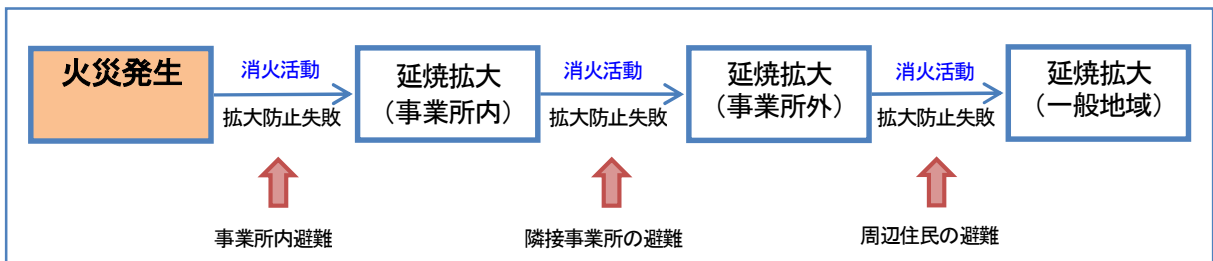 火災発生
消火活動
拡大防止失敗
延焼拡大
（事業所内）
消火活動
拡大防止失敗
延焼拡大
（事業所外）
消火活動
拡大防止失敗
延焼拡大
（一般地域）
事業所内避難
隣接事業所の避難
周辺住民の避難